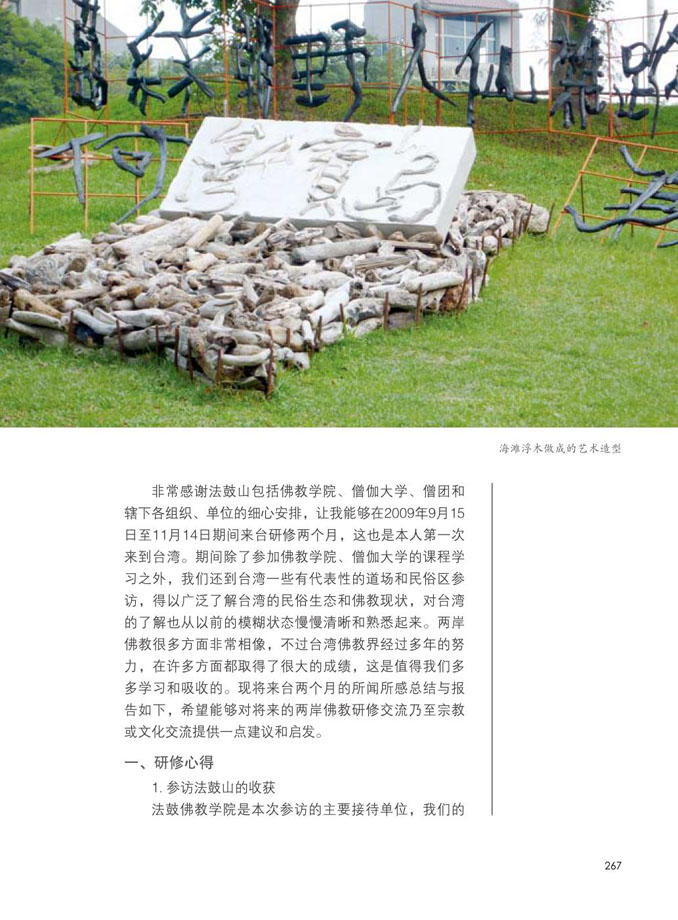 海滩浮木做成的艺术造型
非常感谢法鼓山包括佛教学院、僧伽大学、僧团和
辖下各组织、单位的细心安排，让我能够在2009年9月15
日至11月14日期间来台研修两个月，这也是本人第一次
来到台湾。期间除了参加佛教学院、僧伽大学的课程学
习之外，我们还到台湾一些有代表性的道场和民俗区参
访，得以广泛了解台湾的民俗生态和佛教现状，对台湾
的了解也从以前的模糊状态慢慢清晰和熟悉起来。两岸
佛教很多方面非常相像，不过台湾佛教界经过多年的努
力，在许多方面都取得了很大的成绩，这是值得我们多
多学习和吸收的。现将来台两个月的所闻所感总结与报
告如下，希望能够对将来的两岸佛教研修交流乃至宗教
或文化交流提供一点建议和启发。
一、研修心得
1. 参访法鼓山的收获
法鼓佛教学院是本次参访的主要接待单位，我们的
267